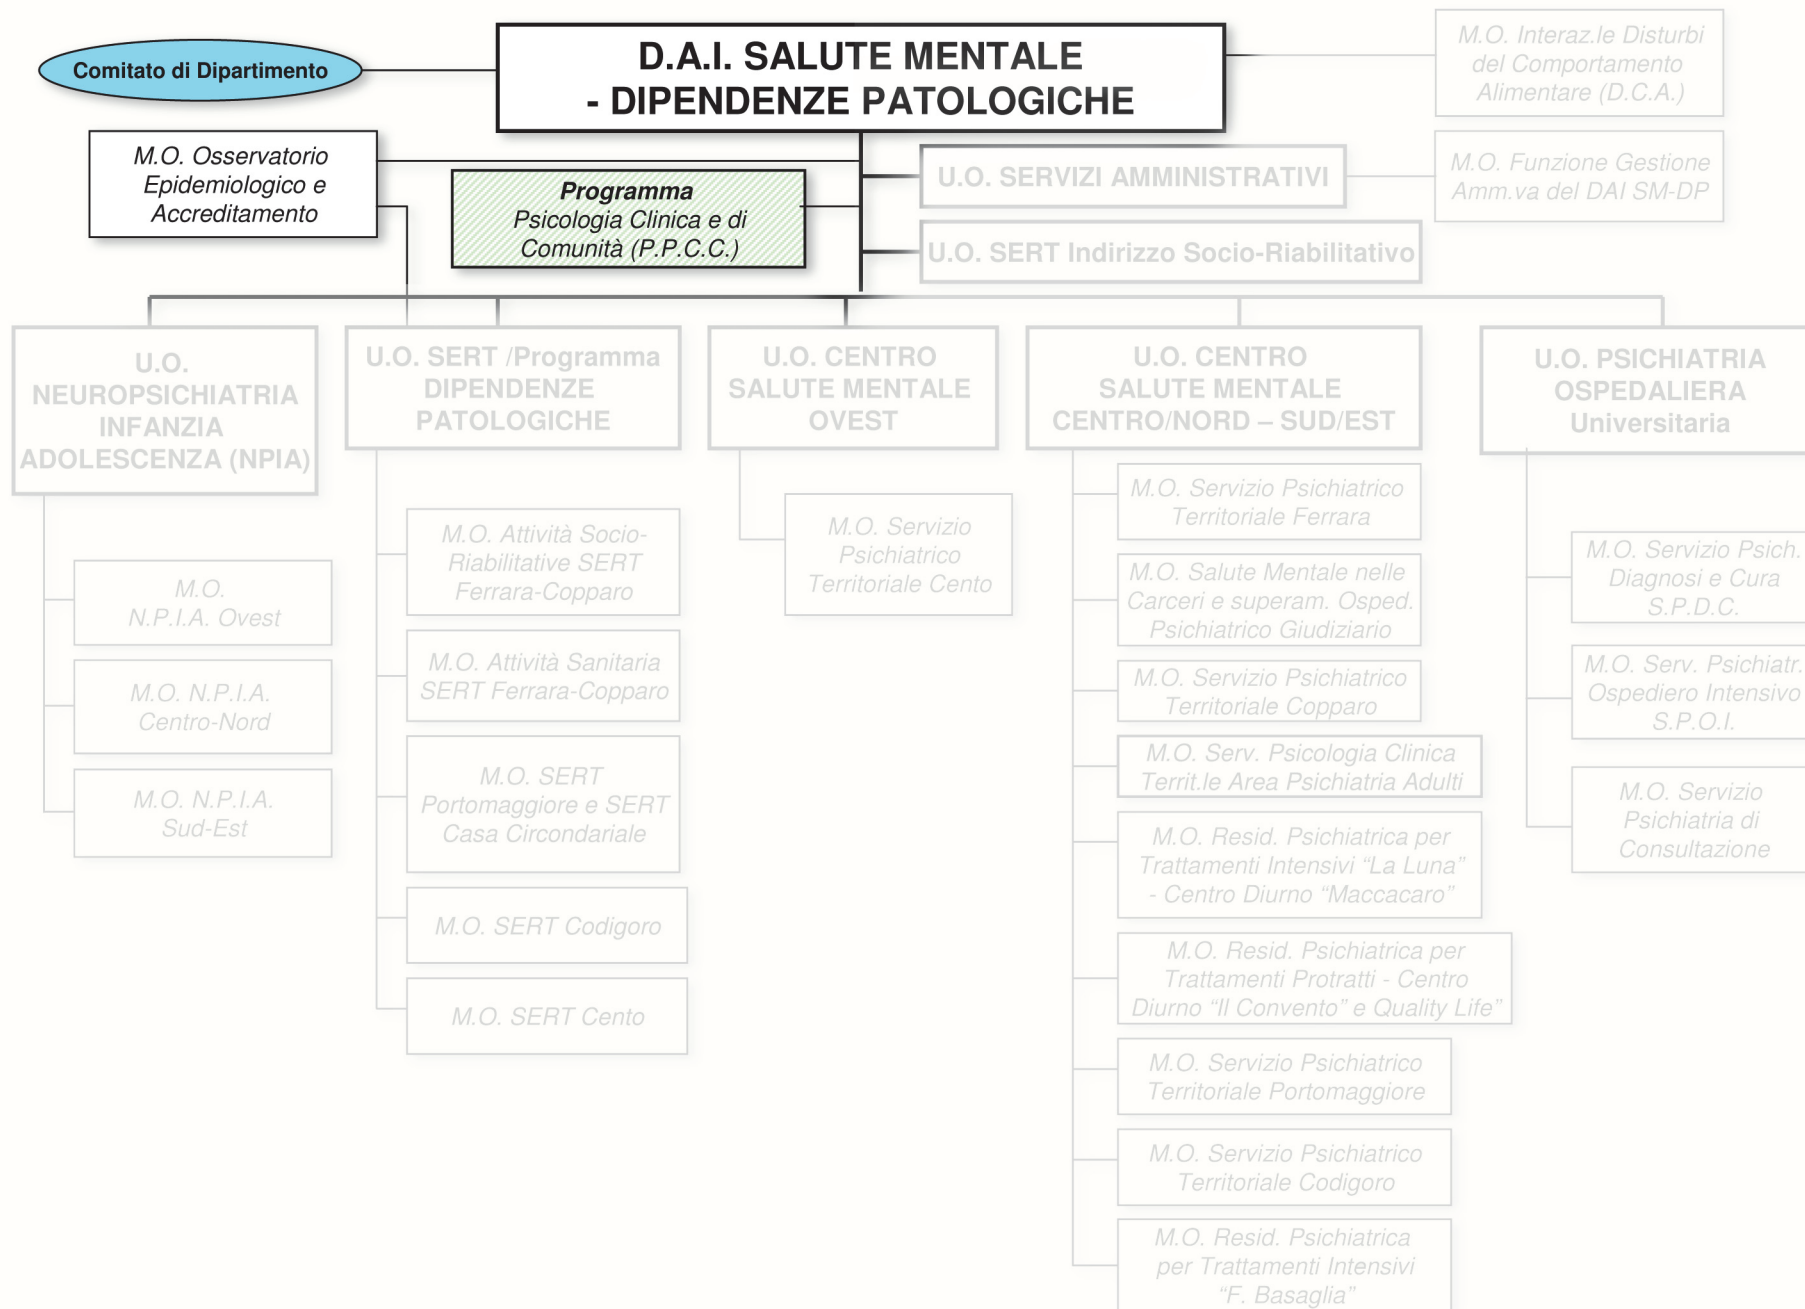 Comitato di Dipartimento
D.A.I. SALUTE MENTALE
- DIPENDENZE PATOLOGICHE
M.O. Interaz.le Disturbi
del Comportamento
Alimentare (D.C.A.)
M.O. Osservatorio
Epidemiologico e
Accreditamento
Programma
Psicologia Clinica e di
Comunità (P.P.C.C.)
U.O. SERVIZI AMMINISTRATIVI
M.O. Funzione Gestione
Amm.va del DAI SM-DP
U.O. SERT Indirizzo Socio-Riabilitativo
U.O.
NEUROPSICHIATRIA
INFANZIA
ADOLESCENZA (NPIA)
M.O.
N.P.I.A. Ovest
M.O. N.P.I.A.
Centro-Nord
M.O. N.P.I.A.
Sud-Est
U.O. SERT /Programma
DIPENDENZE
PATOLOGICHE
M.O. Attività Socio-
Riabilitative SERT
Ferrara-Copparo
M.O. Attività Sanitaria
SERT Ferrara-Copparo
M.O. SERT
Portomaggiore e SERT
Casa Circondariale
M.O. SERT Codigoro
M.O. SERT Cento
U.O. CENTRO
SALUTE MENTALE
OVEST
M.O. Servizio
Psichiatrico
Territoriale Cento
U.O. CENTRO
SALUTE MENTALE
CENTRO/NORD – SUD/EST
M.O. Servizio Psichiatrico
Territoriale Ferrara
M.O. Salute Mentale nelle
Carceri e superam. Osped.
Psichiatrico Giudiziario
M.O. Servizio Psichiatrico
Territoriale Copparo
M.O. Serv. Psicologia Clinica
Territ.le Area Psichiatria Adulti
M.O. Resid. Psichiatrica per
Trattamenti Intensivi “La Luna”
- Centro Diurno “Maccacaro”
M.O. Resid. Psichiatrica per
Trattamenti Protratti - Centro
Diurno “Il Convento” e Quality Life”
M.O. Servizio Psichiatrico
Territoriale Portomaggiore
M.O. Servizio Psichiatrico
Territoriale Codigoro
M.O. Resid. Psichiatrica
per Trattamenti Intensivi
“F. Basaglia”
U.O. PSICHIATRIA
OSPEDALIERA
Universitaria
M.O. Servizio Psich.
Diagnosi e Cura
S.P.D.C.
M.O. Serv. Psichiatr.
Ospediero Intensivo
S.P.O.I.
M.O. Servizio
Psichiatria di
Consultazione